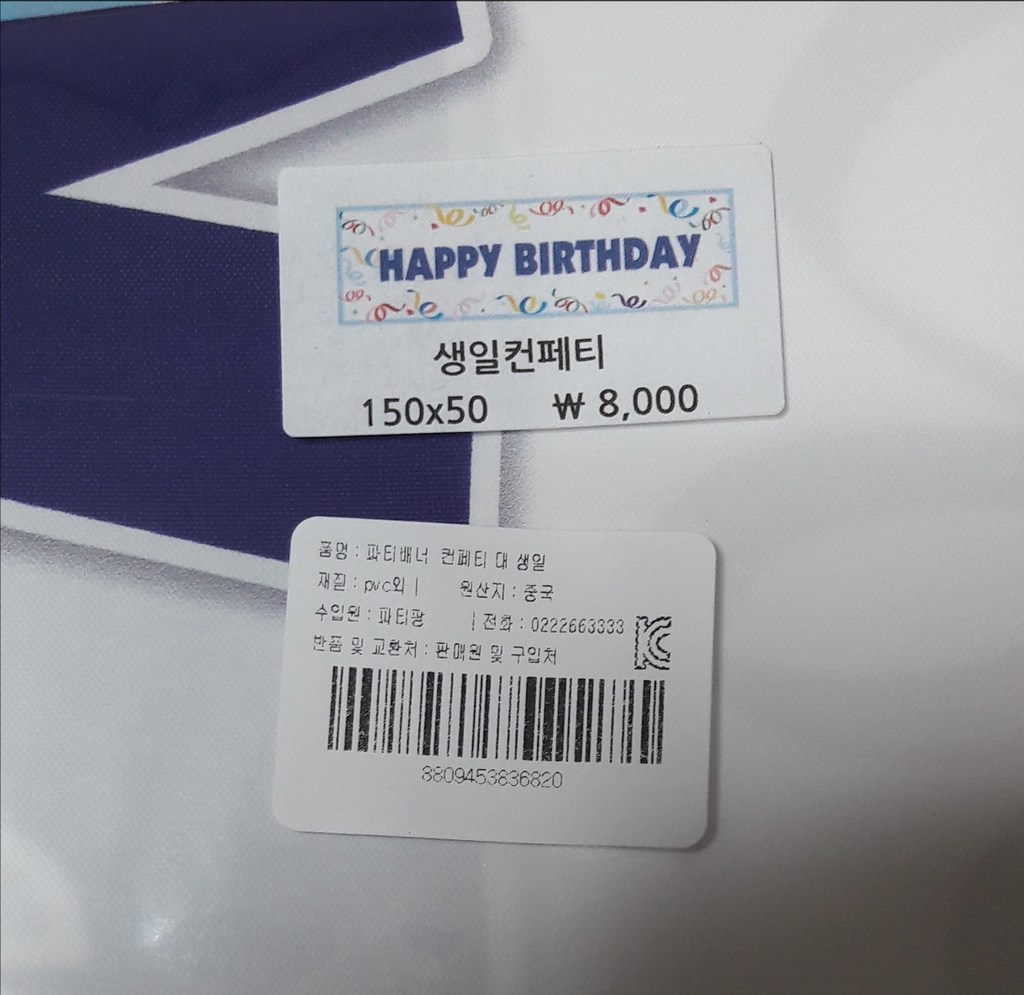 HAPPY BIRTHDAY
생일컨페티
150x50 ₩ 8,000
품명 : 파티배너 컨페티 대 생일
재질 : pvc외 | 원산지 : 중국
수입원 : 파티팡 | 전화 : 0222663333
반품 및 교환처 : 판매원 및 구입처
8809453836820